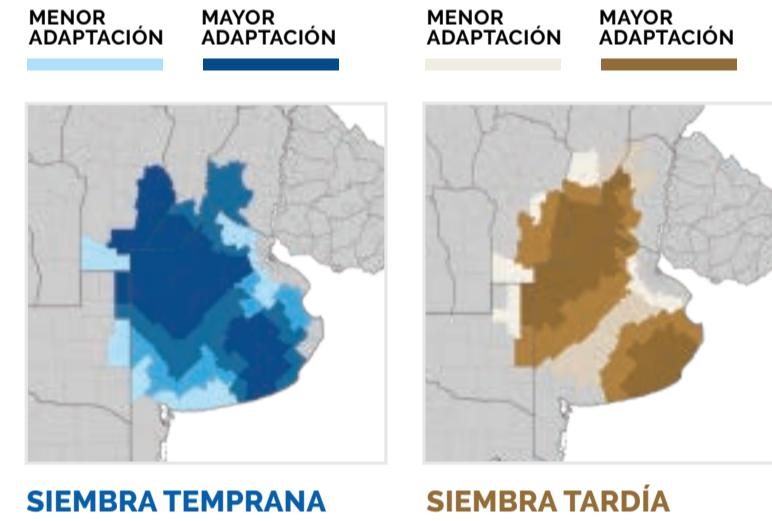 MENOR
ADAPTACIÓN
MAYOR
ADAPTACIÓN
MENOR
ADAPTACIÓN
MAYOR
ADAPTACIÓN
SIEMBRA TEMPRANA
SIEMBRA TARDÍA